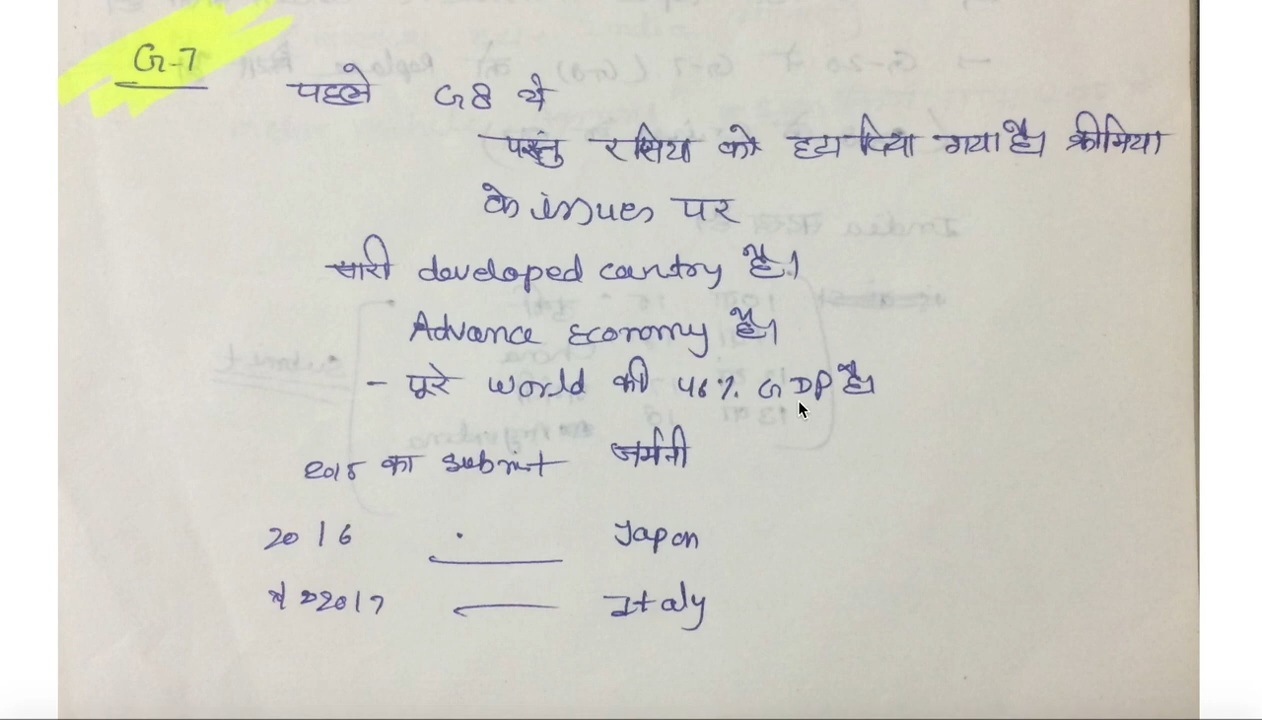 G-7
पहले G8 थे
परन्तु रसिया को हटा दिया गया है। क्रीमिया
के issues पर
सारी developed country है।
Advance Economy है।
- पूरे world की 46% GDP है।
2015 का submit जर्मनी
2016 — Japan
2017 — Italy